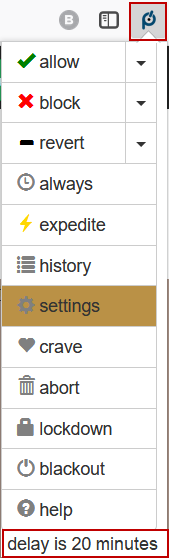 B
allow
block
revert
always
expedite
history
settings
crave
abort
lockdown
blackout
help
delay is 20 minutes